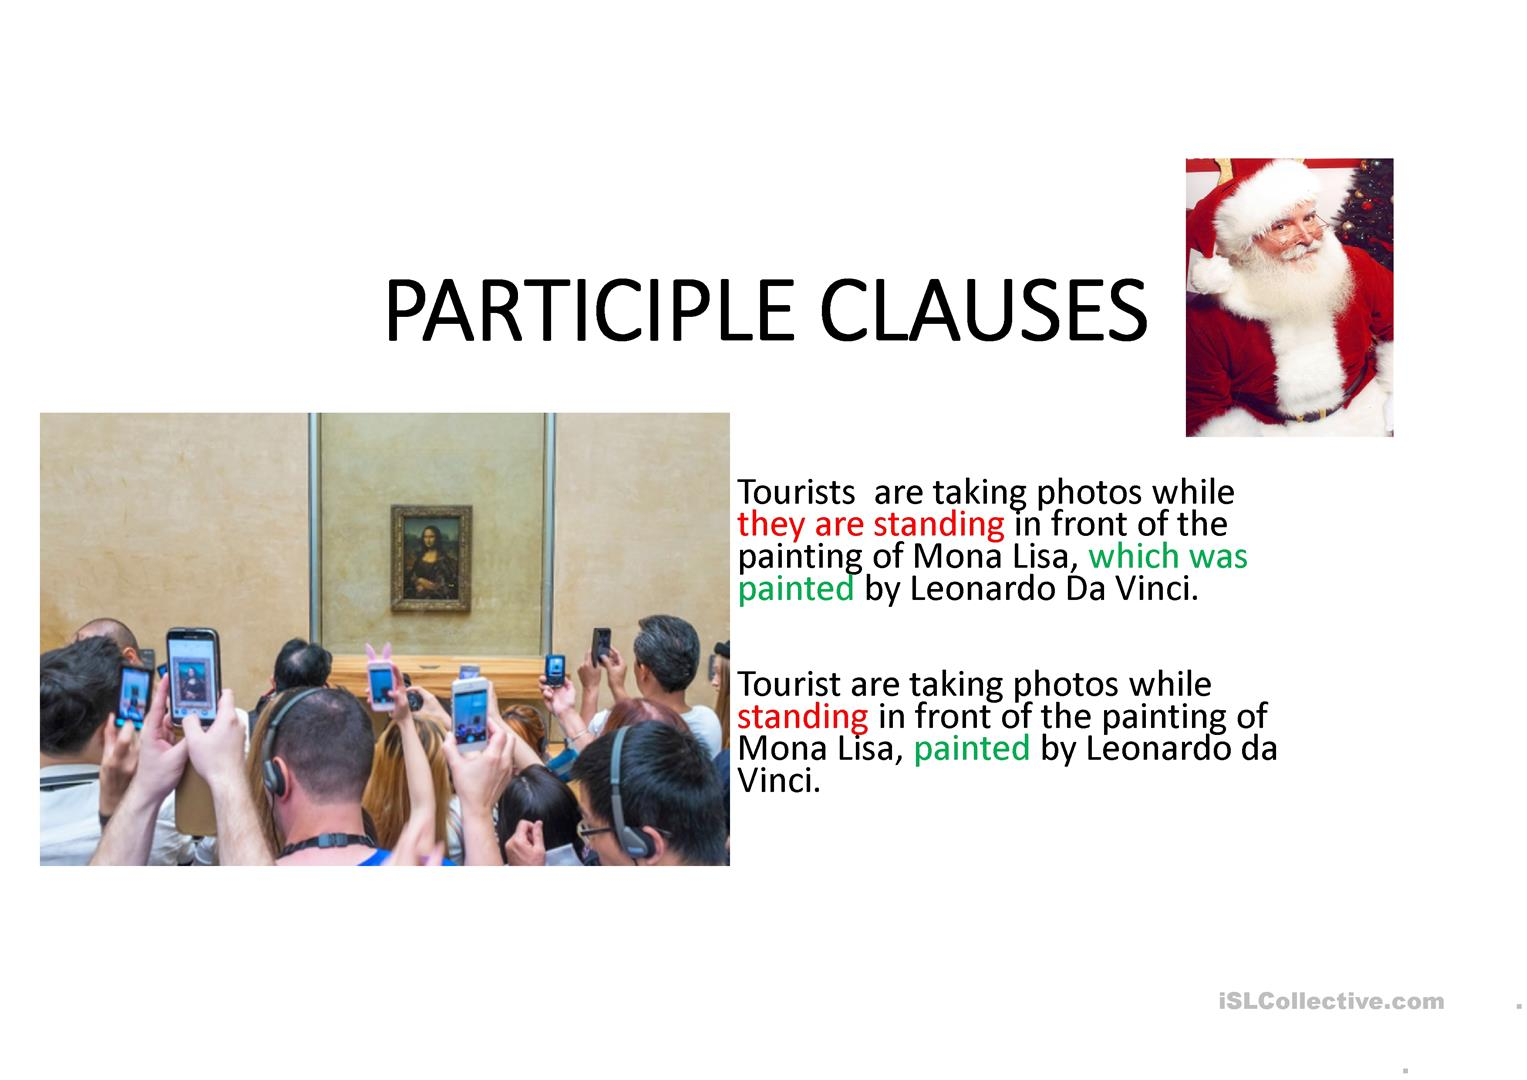 PARTICIPLE CLAUSES
Tourists  are taking photos while
they are standing in front of the
painting of Mona Lisa, which was
painted by Leonardo Da Vinci.
Tourist are taking photos while
standing in front of the painting of
Mona Lisa, painted by Leonardo da
Vinci.
iSLCollective.com